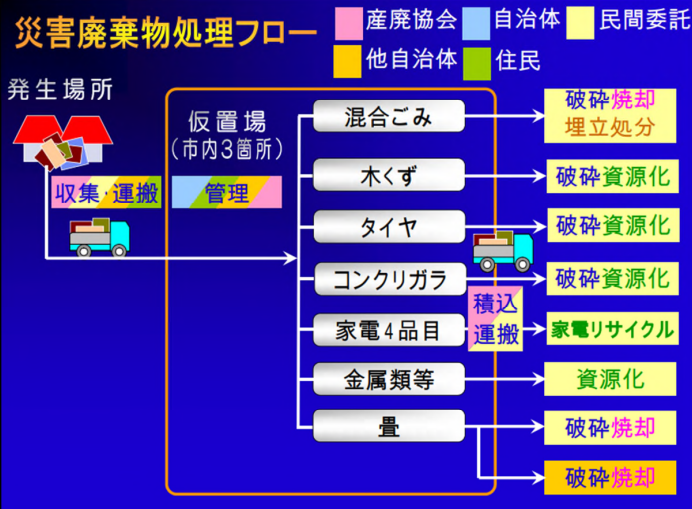 災害廃棄物処理フロー
産廃協会
自治体
民間委託
他自治体
住民
発生場所
仮置場
(市内3箇所)
収集・運搬
管理
混合ごみ
木くず
タイヤ
コンクリガラ
家電4品目
金属類等
畳
積込
運搬
破砕焼却
埋立処分
破砕資源化
破砕資源化
破砕資源化
家電リサイクル
資源化
破砕焼却
破砕焼却